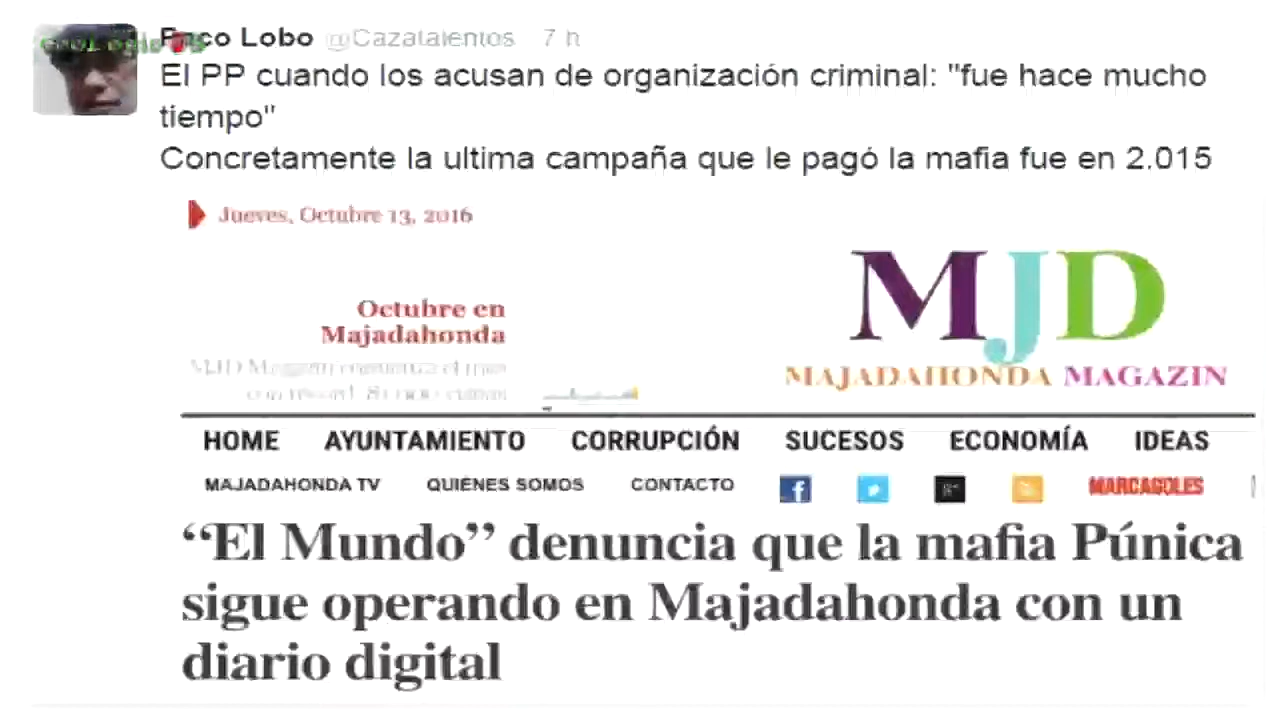 Paco Lobo @Cazatalentos 7 h
El PP cuando los acusan de organización criminal: "fue hace mucho
tiempo"
Concretamente la ultima campaña que le pagó la mafia fue en 2.015
Jueves, Octubre 13, 2016
MJD
MAJADAHONDA MAGAZIN
Octubre en
Majadahonda
MJD Magazin
HOME AYUNTAMIENTO CORRUPCIÓN SUCESOS ECONOMÍA IDEAS
MAJADAHONDA TV QUIÉNES SOMOS CONTACTO MARCAGOLES
“El Mundo” denuncia que la mafia Púnica
sigue operando en Majadahonda con un
diario digital